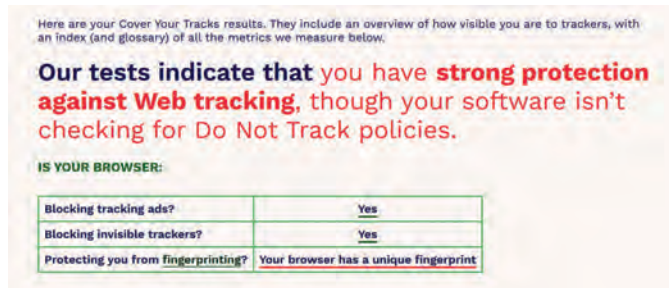 Here are your Cover Your Tracks results. They include an overview of how visible you are to trackers, with
an index (and glossary) of all the metrics we measure below.
Our tests indicate that you have strong protection
against Web tracking, though your software isn't
checking for Do Not Track policies.
IS YOUR BROWSER:
Blocking tracking ads? Yes
Blocking invisible trackers? Yes
Protecting you from fingerprinting? Your browser has a unique fingerprint